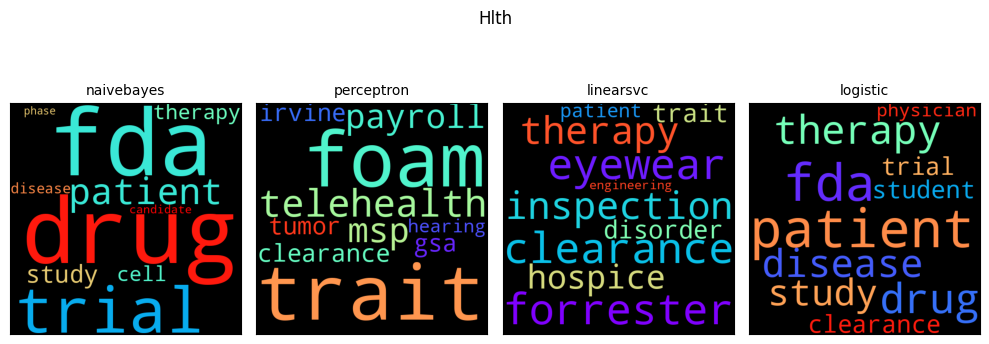 Hlth
naivebayes
phase
therapy
fda
disease
patient
candidate
drug
study
cell
trial
perceptron
irvine
payroll
foam
telehealth
tumor
msp
hearing
gsa
clearance
trait
linearsvc
patient
trait
therapy
eyewear
engineering
inspection
disorder
clearance
hospice
forrester
logistic
physician
therapy
trial
fda
student
patient
disease
study
drug
clearance